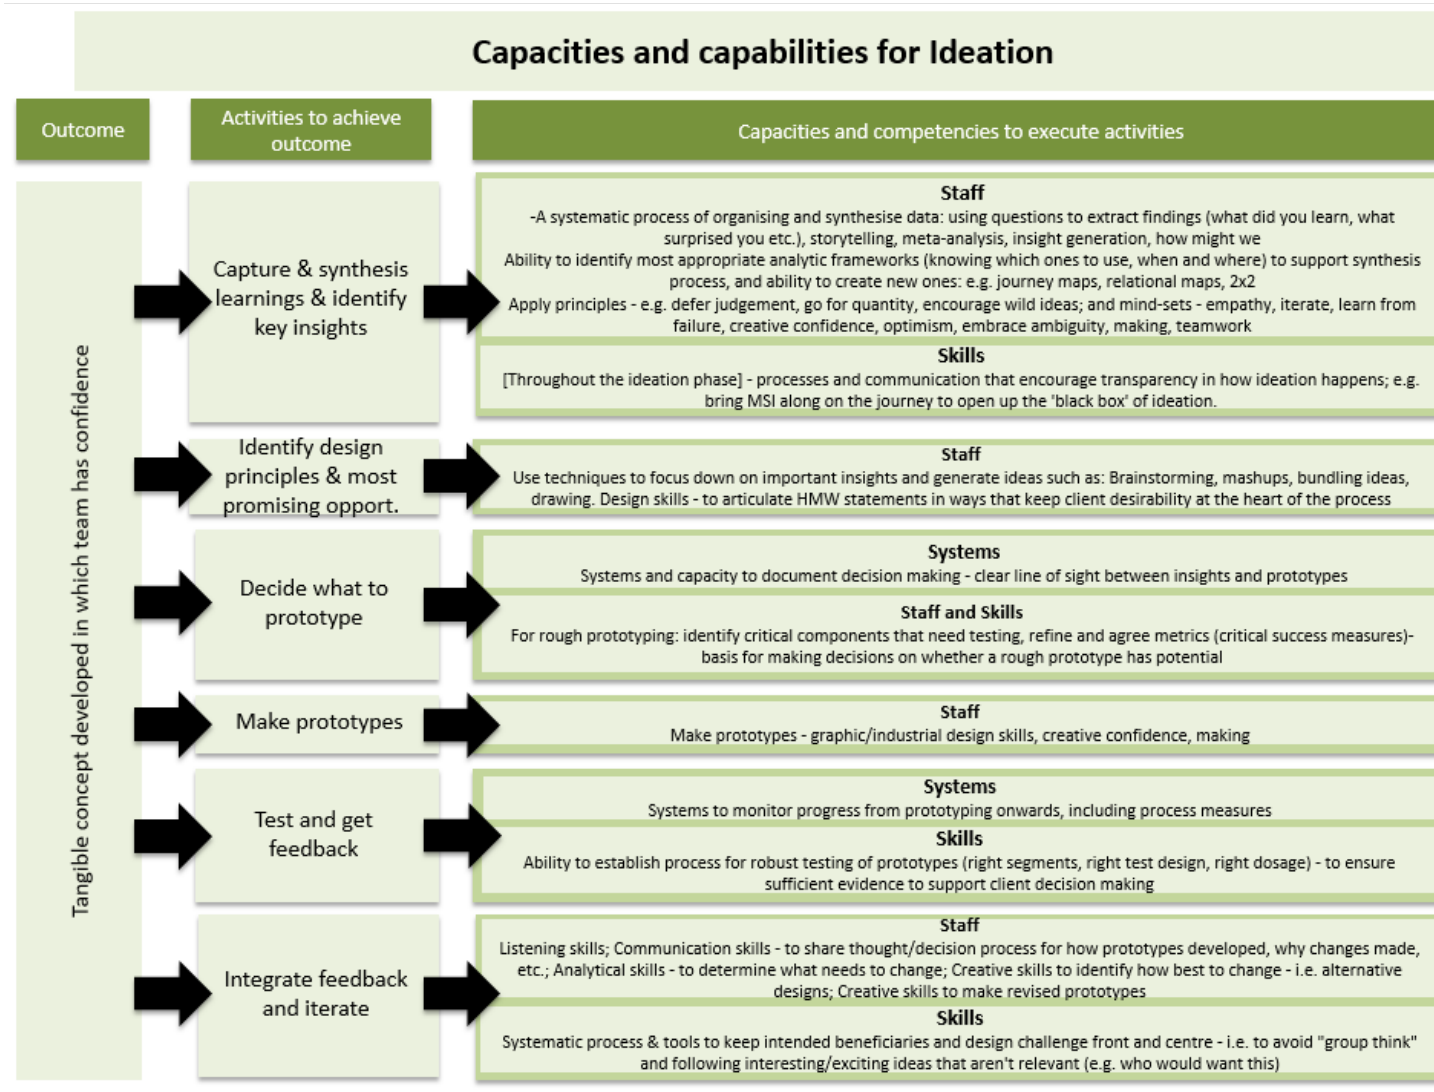 Capacities and capabilities for Ideation
Outcome
Activities to achieve
outcome
Capacities and competencies to execute activities
Tangible concept developed in which team has confidence
Capture & synthesis
learnings & identify
key insights
Staff
-A systematic process of organising and synthesise data: using questions to extract findings (what did you learn, what
surprised you etc.), storytelling, meta-analysis, insight generation, how might we
Ability to identify most appropriate analytic frameworks (knowing which ones to use, when and where) to support synthesis
process, and ability to create new ones: e.g. journey maps, relational maps, 2x2
Apply principles - e.g. defer judgement, go for quantity, encourage wild ideas; and mind-sets - empathy, iterate, learn from
failure, creative confidence, optimism, embrace ambiguity, making, teamwork
Skills
[Throughout the ideation phase] - processes and communication that encourage transparency in how ideation happens; e.g.
bring MSI along on the journey to open up the 'black box' of ideation.
Identify design
principles & most
promising opport.
Staff
Use techniques to focus down on important insights and generate ideas such as: Brainstorming, mashups, bundling ideas,
drawing. Design skills - to articulate HMW statements in ways that keep client desirability at the heart of the process
Decide what to
prototype
Systems
Systems and capacity to document decision making - clear line of sight between insights and prototypes
Staff and Skills
For rough prototyping: identify critical components that need testing, refine and agree metrics (critical success measures)-
basis for making decisions on whether a rough prototype has potential
Make prototypes
Staff
Make prototypes - graphic/industrial design skills, creative confidence, making
Test and get
feedback
Systems
Systems to monitor progress from prototyping onwards, including process measures
Skills
Ability to establish process for robust testing of prototypes (right segments, right test design, right dosage) - to ensure
sufficient evidence to support client decision making
Integrate feedback
and iterate
Staff
Listening skills; Communication skills - to share thought/decision process for how prototypes developed, why changes made,
etc.; Analytical skills - to determine what needs to change; Creative skills to identify how best to change - i.e. alternative
designs; Creative skills to make revised prototypes
Skills
Systematic process & tools to keep intended beneficiaries and design challenge front and centre - i.e. to avoid "group think"
and following interesting/exciting ideas that aren't relevant (e.g. who would want this)